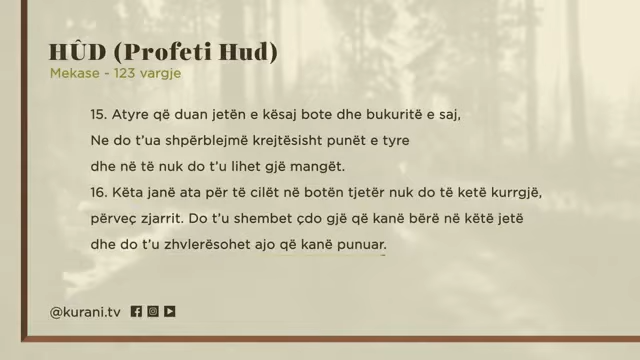 HÛD (Profeti Hud)
Mekase - 123 vargje
15. Atyre që duan jetën e kësaj bote dhe bukuritë e saj,
Ne do t’ua shpërblejmë krejtësisht punët e tyre
dhe në të nuk do t’u lihet gjë mangët.
16. Këta janë ata për të cilët në botën tjetër nuk do të ketë kurrgjë,
përveç zjarrit. Do t’u shembet çdo gjë që kanë bërë në këtë jetë
dhe do t’u zhvlerësohet ajo që kanë punuar.
@kurani.tv